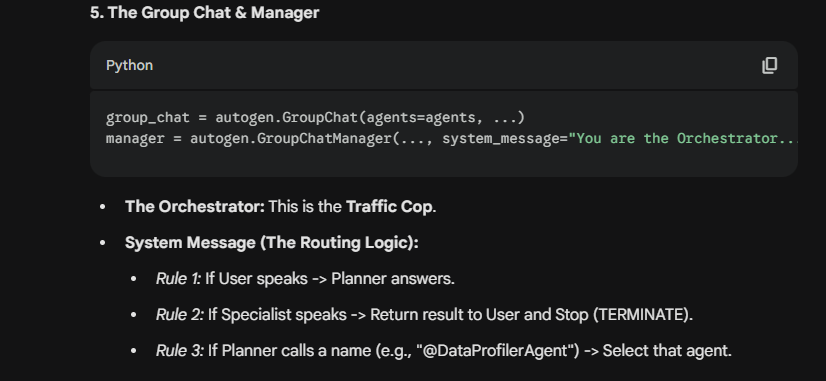 5. The Group Chat & Manager
Python
group_chat = autogen.GroupChat(agents=agents, ...)
manager = autogen.GroupChatManager(..., system_message="You are the Orchestrator..
• The Orchestrator: This is the Traffic Cop.
• System Message (The Routing Logic):
• Rule 1: If User speaks -> Planner answers.
• Rule 2: If Specialist speaks -> Return result to User and Stop (TERMINATE).
• Rule 3: If Planner calls a name (e.g., "@DataProfilerAgent") -> Select that agent.